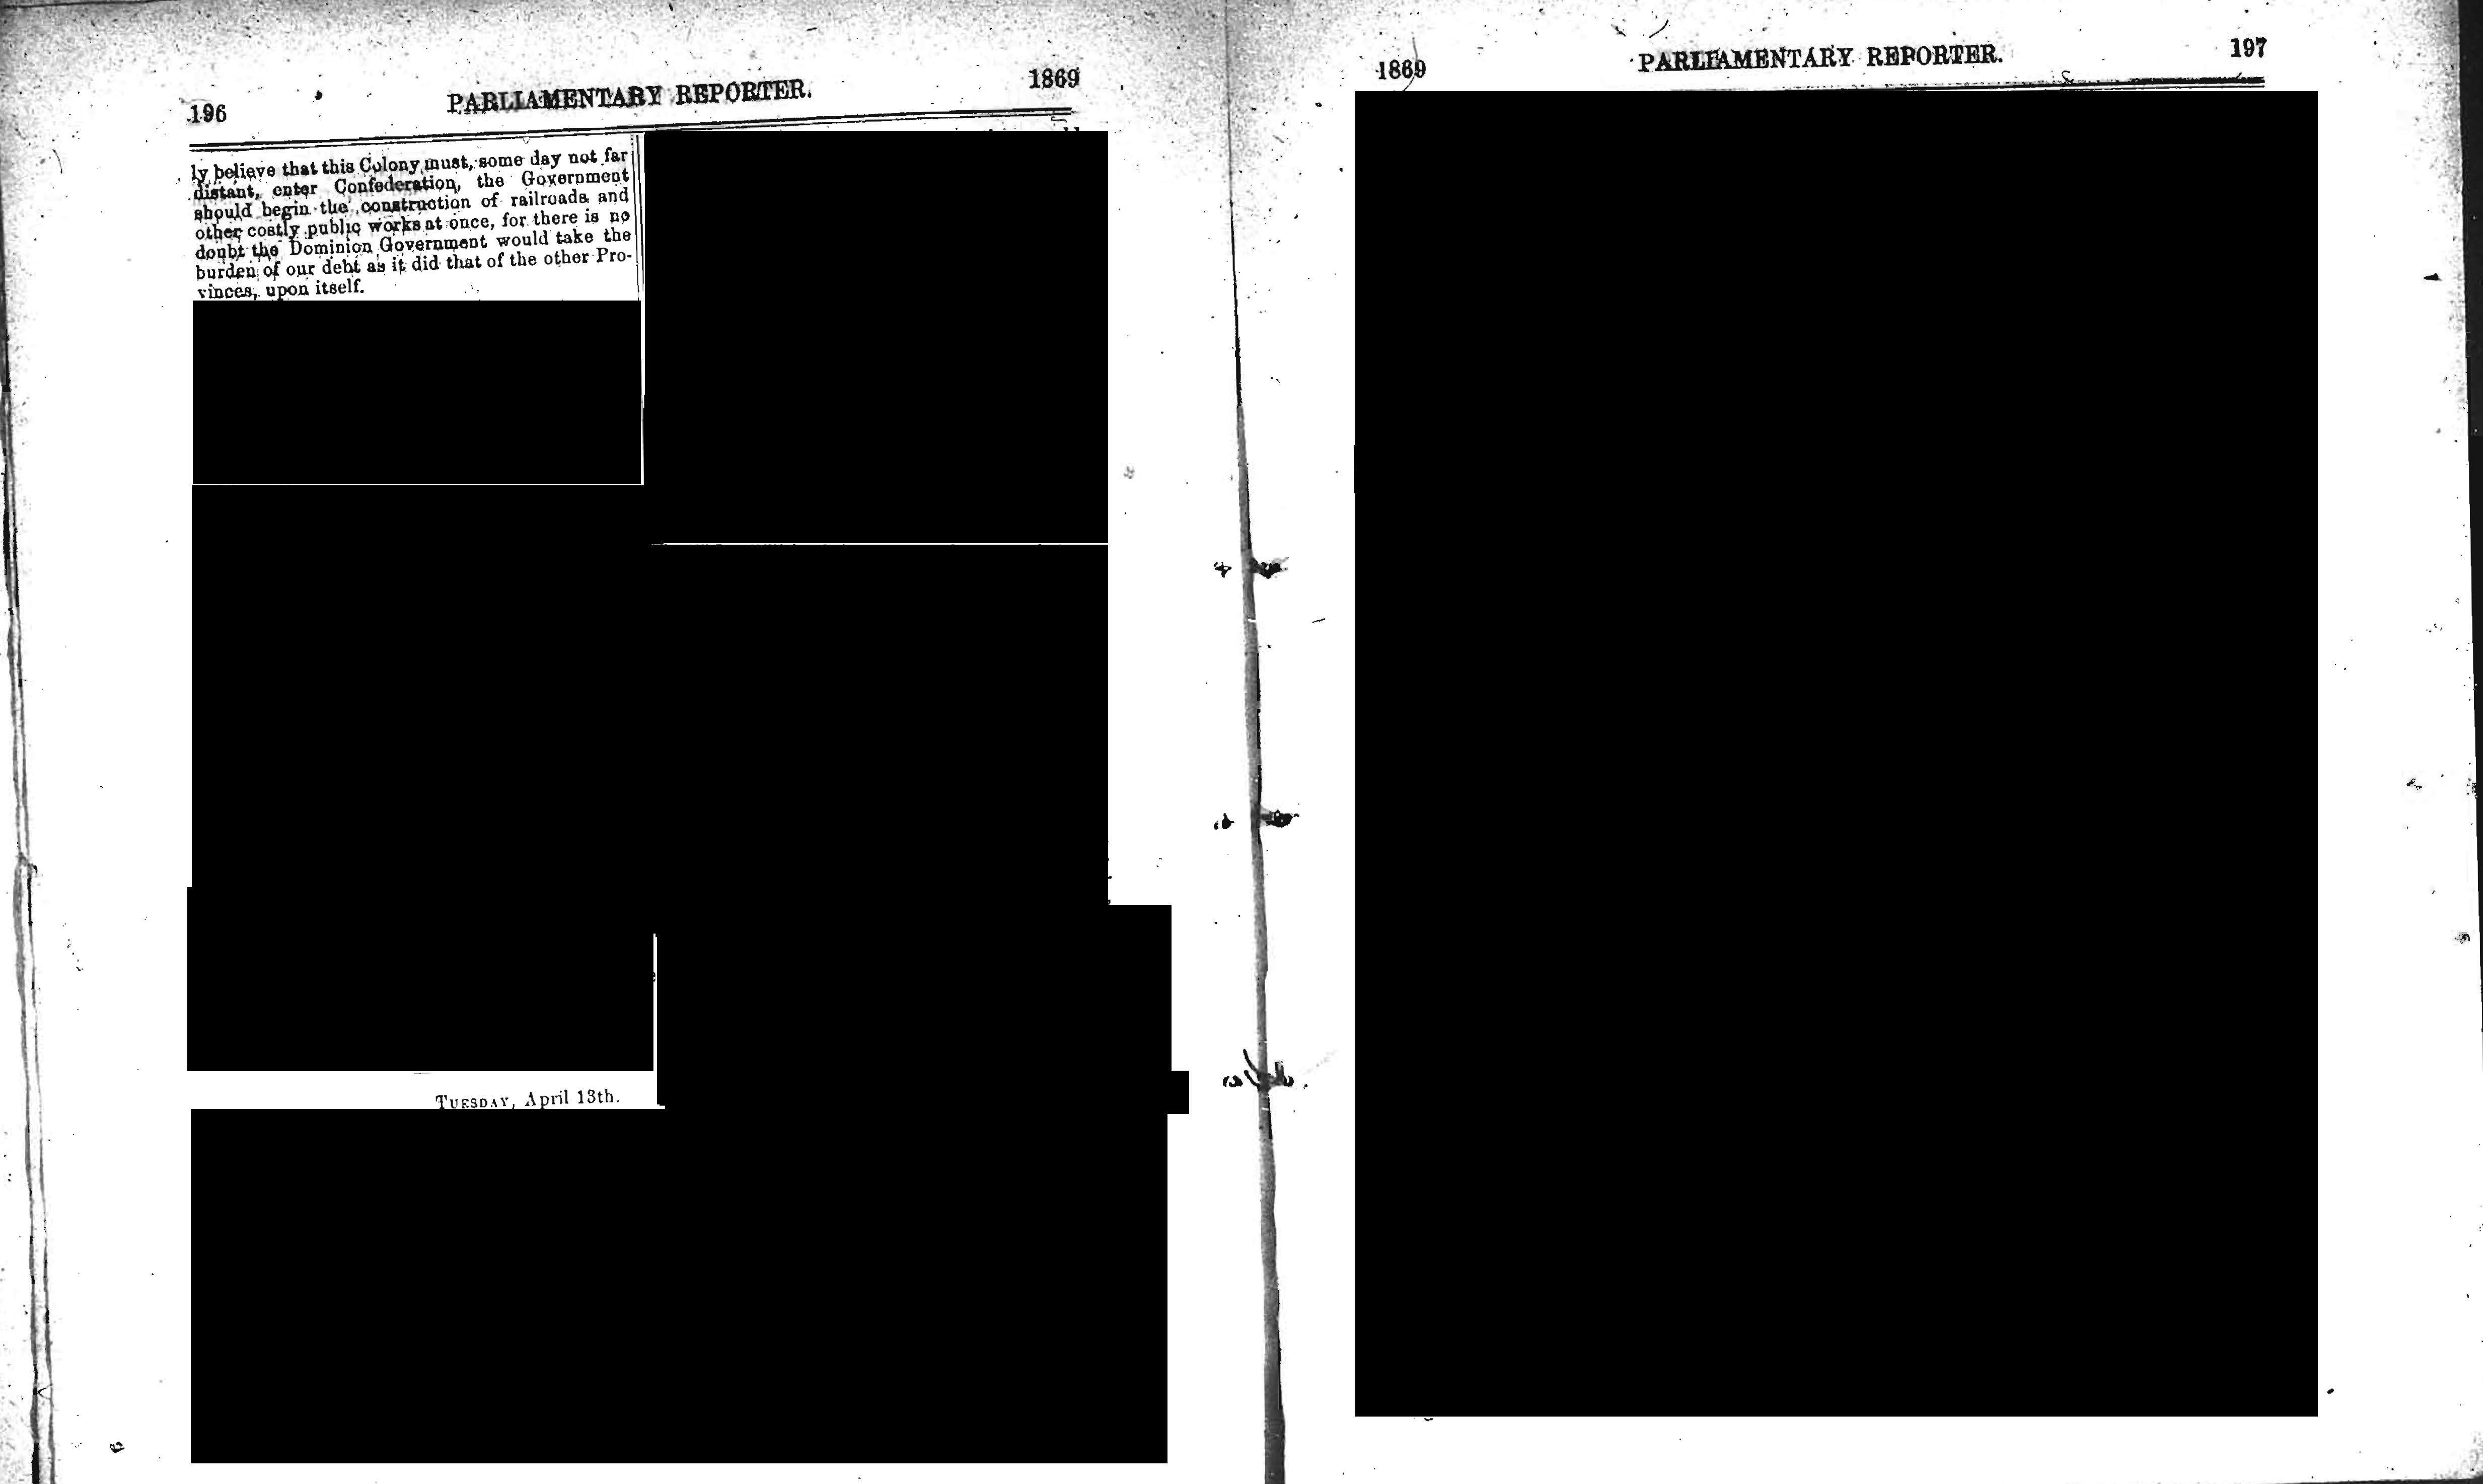 196
PARLIAMENTARY REPORTER.
1869
ly believe that this Colony must, some day not far
distant, enter Confederation, the Government
should begin the construction of railroads and
other costly public works at once, for there is no
doubt the Dominion Government would take the
burden of our debt as it did that of the other Pro-
vinces, upon itself.
TUESDAY, April 13th.
1869
PARLIAMENTARY REPORTER.
197